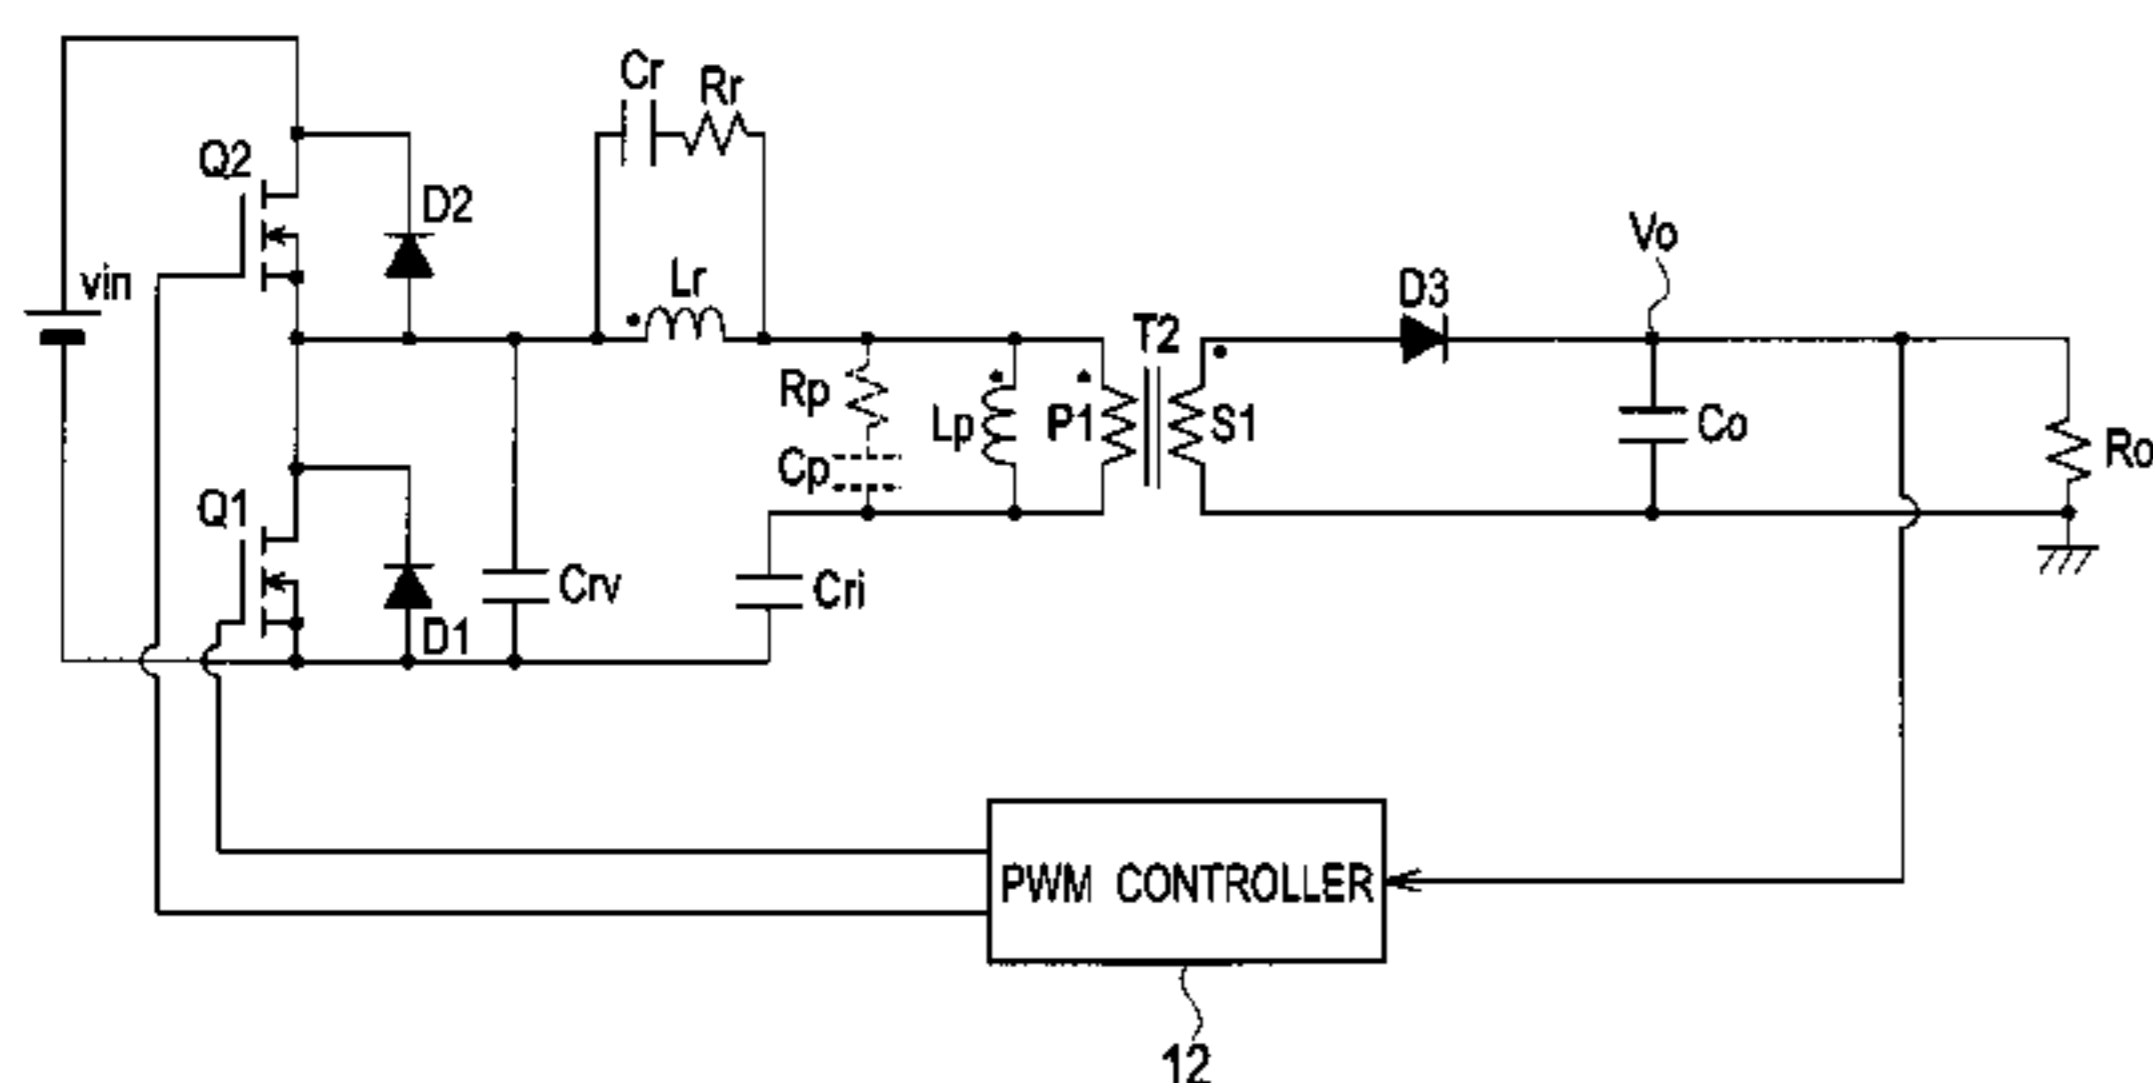 Cr
Rr
Q2
D2
Vo
vin
Lr
D3
T2
Rp
Lp
P1
S1
Co
Ro
Cp
Q1
Crv
Cri
D1
PWM CONTROLLER
12